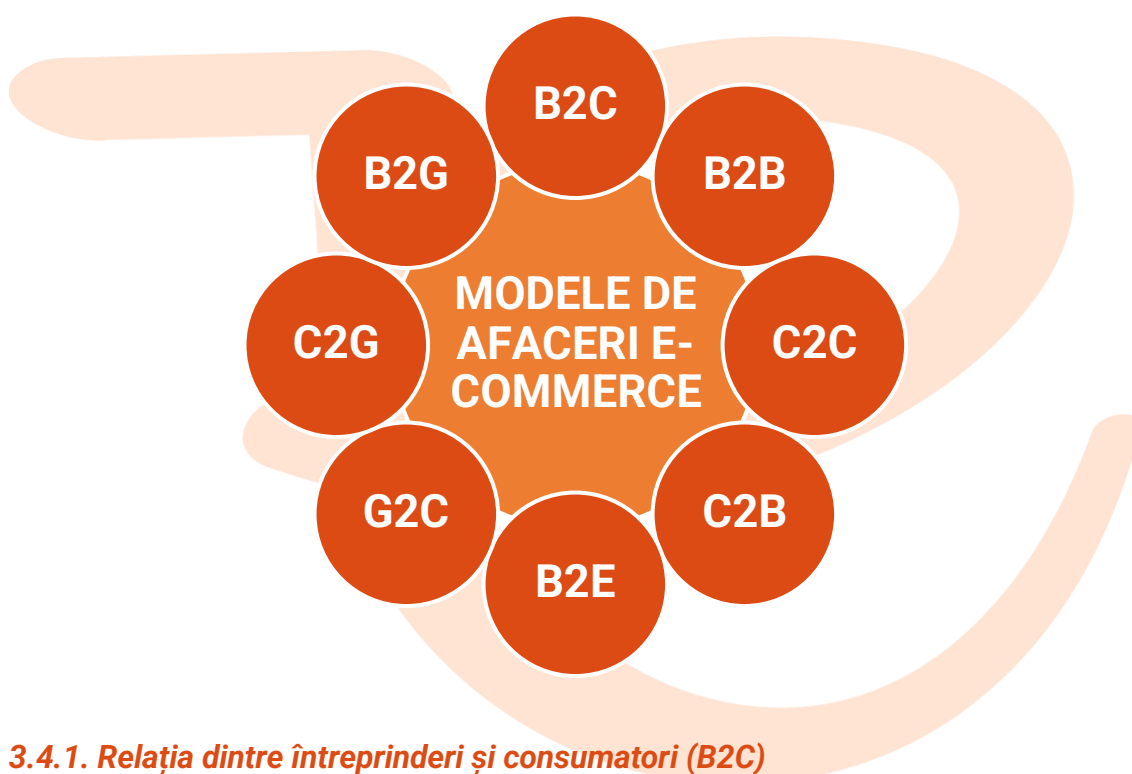 B2C
B2G
B2B
MODELE DE
AFACERI E-
COMMERCE
C2G
C2C
G2C
C2B
B2E
3.4.1. Relația dintre întreprinderi și consumatori (B2C)